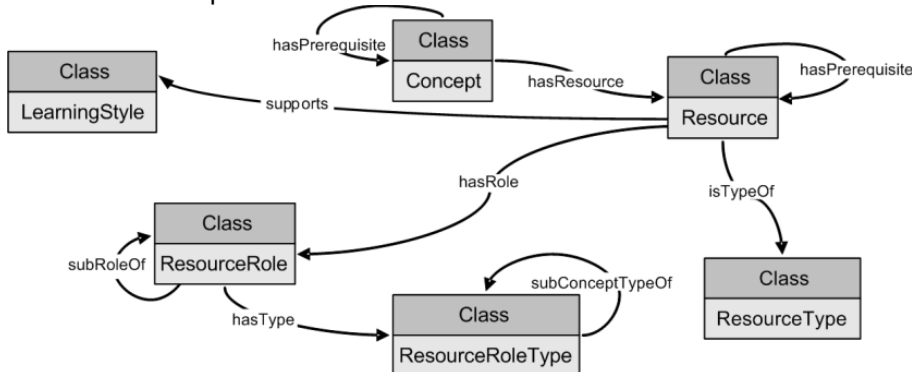 hasPrerequisite
Class
Concept
Class
LearningStyle
supports
hasResource
Class
Resource
hasPrerequisite
hasRole
isTypeOf
Class
ResourceRole
subRoleOf
hasType
subConceptTypeOf
Class
ResourceRoleType
Class
ResourceType